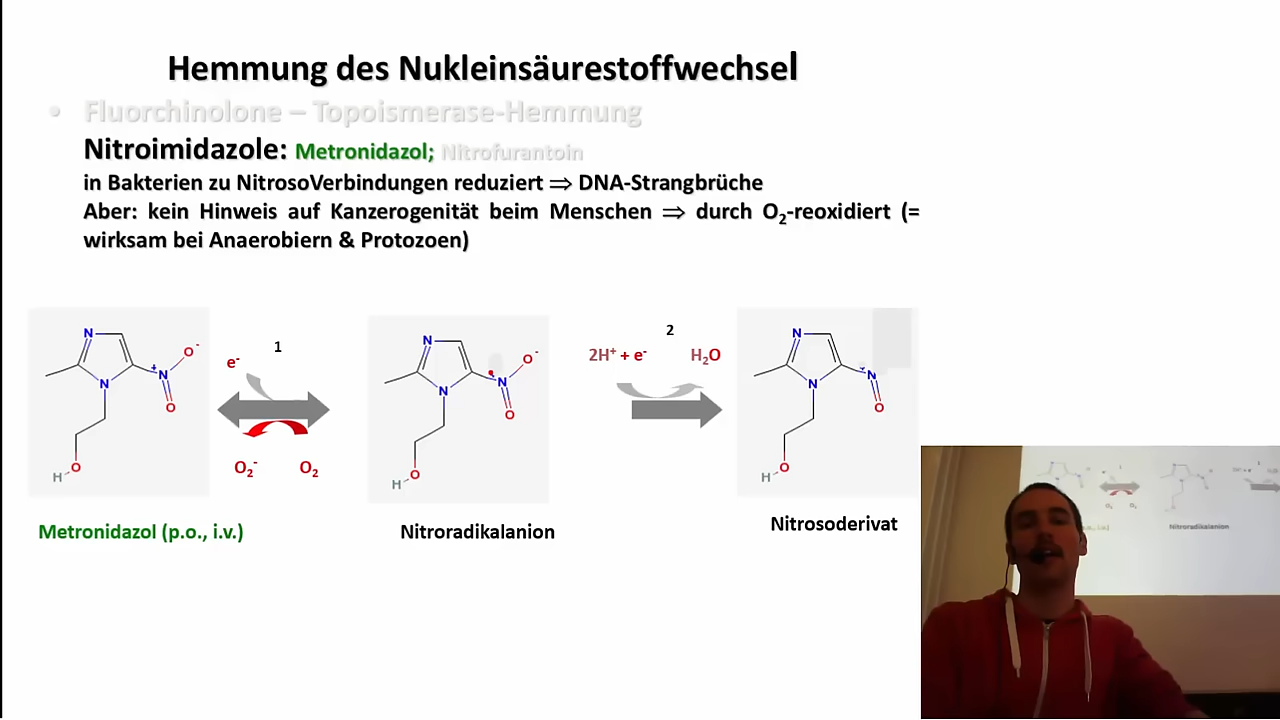 Hemmung des Nukleinsäurestoffwechsel
• Fluorchinolone – Topoismerase-Hemmung
Nitroimidazole: Metronidazol; Nitrofurantoin
in Bakterien zu NitrosoVerbindungen reduziert ⇒ DNA-Strangbrüche
Aber: kein Hinweis auf Kanzerogenität beim Menschen ⇒ durch O₂-reoxidiert (=
wirksam bei Anaerobiern & Protozoen)
N N N⁺ O⁻ O O H
e⁻ 1
O₂⁻ O₂
N N N O⁻ O O H
2H⁺ + e⁻ 2 H₂O
N N N O O H
Metronidazol (p.o., i.v.)
Nitroradikalanion
Nitrosoderivat
Nitroradikalanion